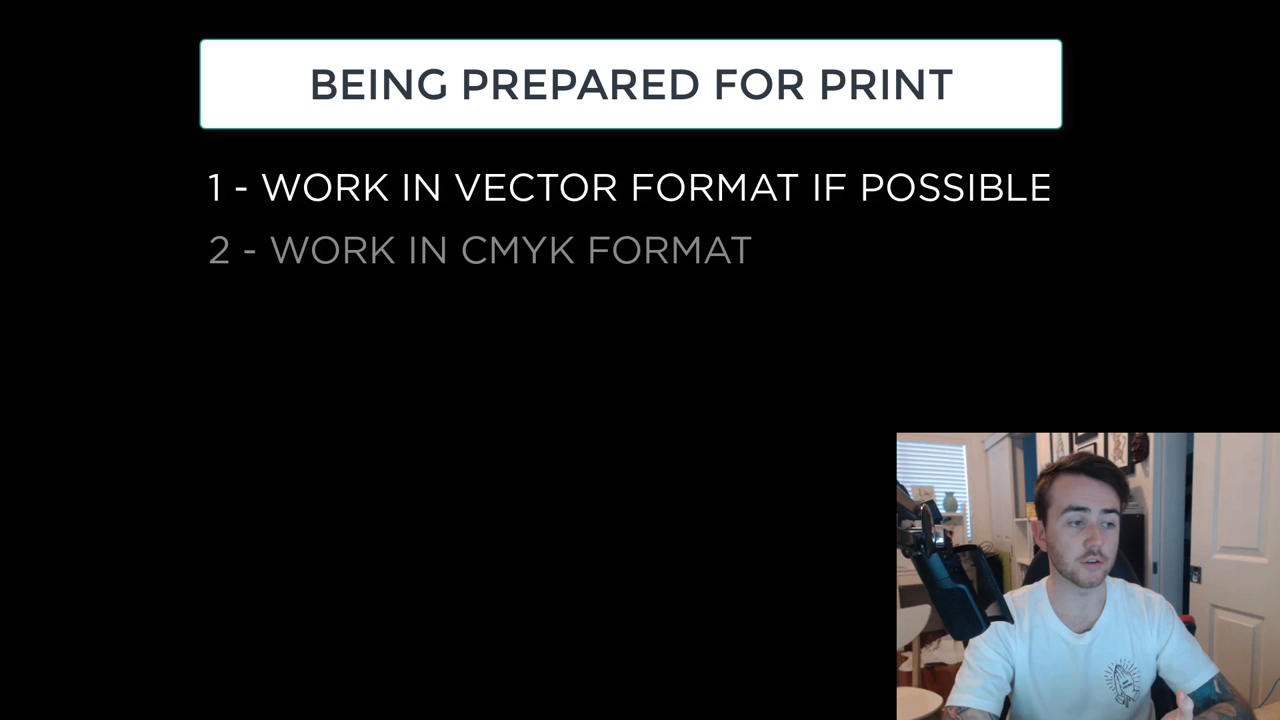 BEING PREPARED FOR PRINT
1 - WORK IN VECTOR FORMAT IF POSSIBLE
2 - WORK IN CMYK FORMAT